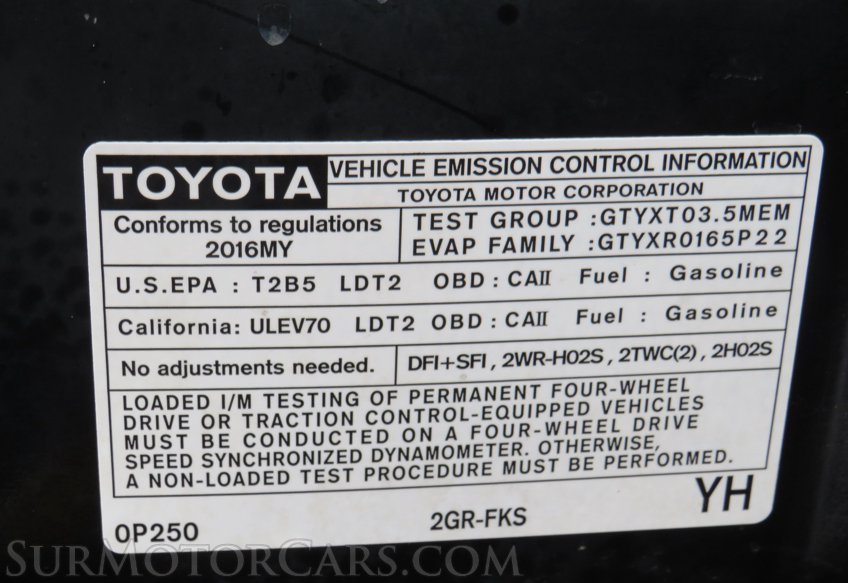 TOYOTA
VEHICLE EMISSION CONTROL INFORMATION
TOYOTA MOTOR CORPORATION
Conforms to regulations
2016MY
TEST GROUP :GTYXT03.5MEM
EVAP FAMILY :GTYXR0165P22
U.S.EPA : T2B5 LDT2 OBD : CAII Fuel : Gasoline
California: ULEV70 LDT2 OBD : CAII Fuel : Gasoline
No adjustments needed.
DFI+SFI, 2WR-HO2S, 2TWC(2), 2HO2S
LOADED I/M TESTING OF PERMANENT FOUR-WHEEL
DRIVE OR TRACTION CONTROL-EQUIPPED VEHICLES
MUST BE CONDUCTED ON A FOUR-WHEEL DRIVE
SPEED SYNCHRONIZED DYNAMOMETER. OTHERWISE,
A NON-LOADED TEST PROCEDURE MUST BE PERFORMED.
0P250
2GR-FKS
YH
SURMOTORCARS.COM